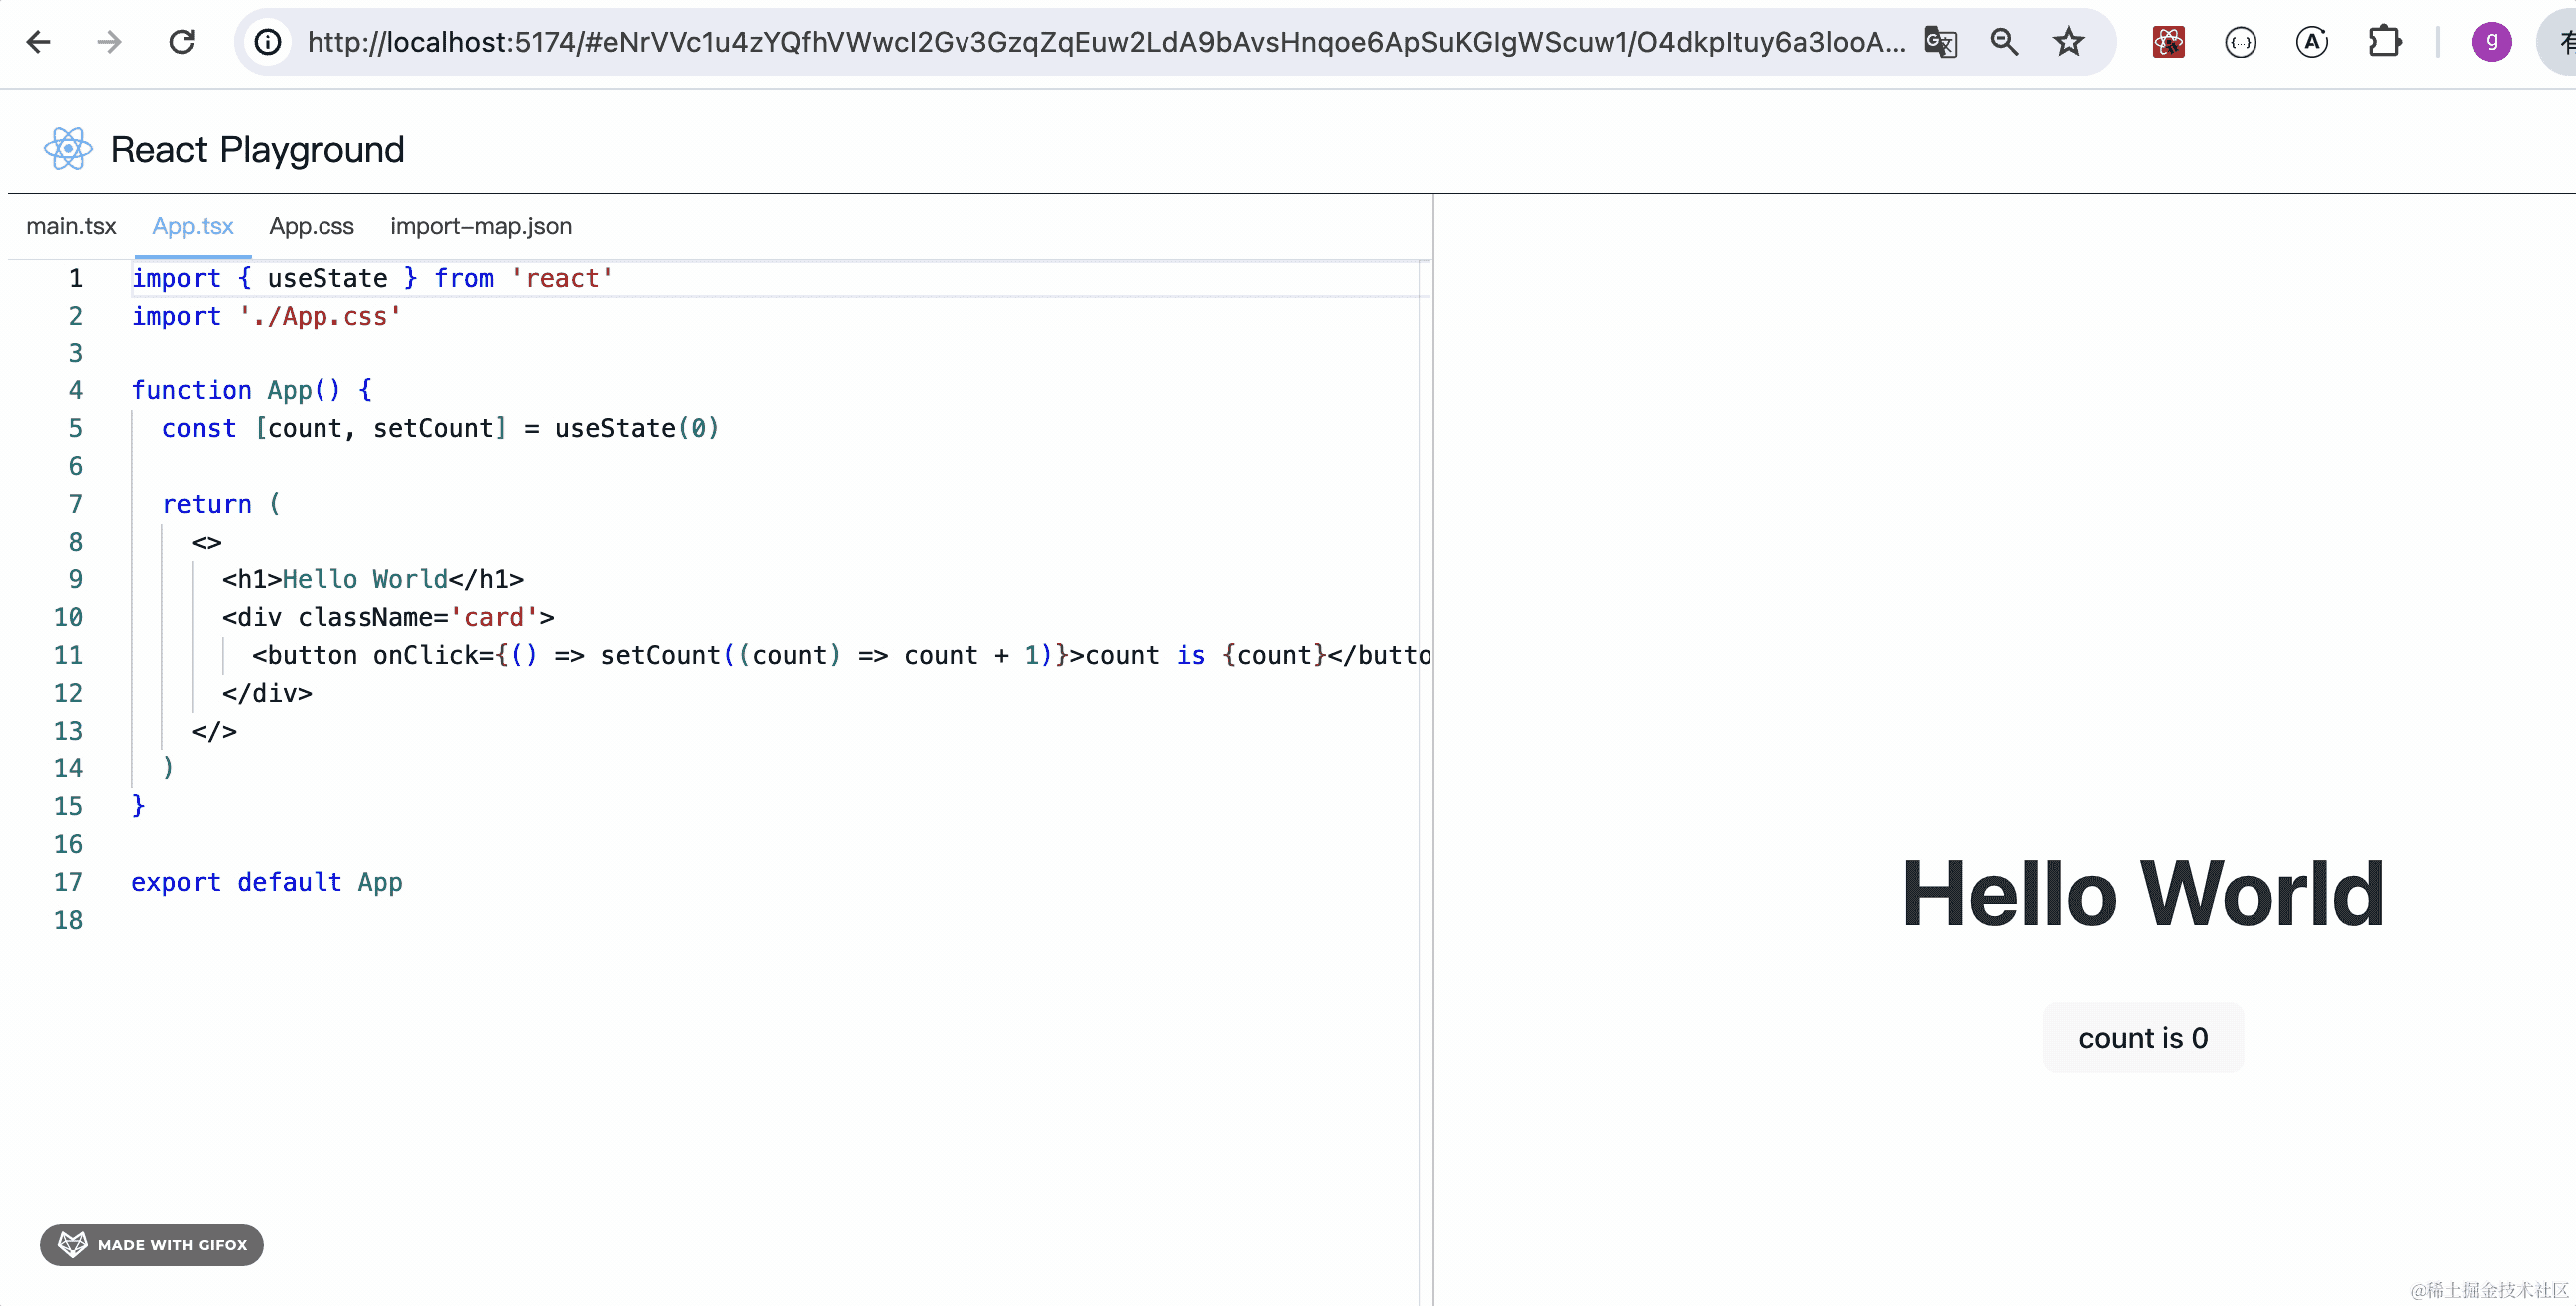 http://localhost:5174/#eNrVVc1u4zYQfhVWwcI2Gv3GzqZqEuw2LdA9bAvsHnqoe6ApSuKGIgWScuw1/O4dkpItuy6a3looA...
g
有
React Playground
main.tsx App.tsx App.css import-map.json
1 import { useState } from 'react'
2 import './App.css'
3
4 function App() {
5 const [count, setCount] = useState(0)
6
7 return (
8 <>
9 <h1>Hello World</h1>
10 <div className='card'>
11 <button onClick={() => setCount((count) => count + 1)}>count is {count}</butto
12 </div>
13 </>
14 )
15 }
16
17 export default App
18
Hello World
count is 0
MADE WITH GIFOX
@稀土掘金技术社区